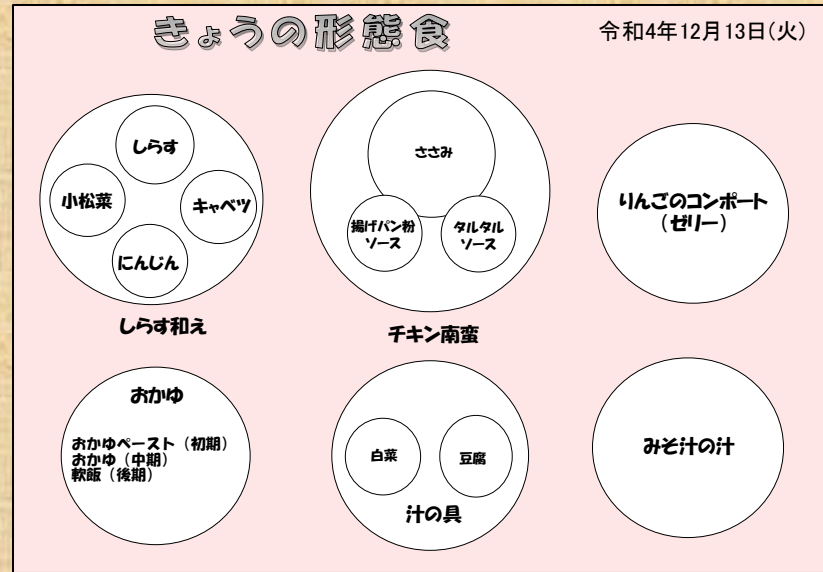 きょうの形態食
令和4年12月13日(火)
しらす
小松菜
キャベツ
にんじん
しらす和え
ささみ
揚げパン粉
ソース
タルタル
ソース
チキン南蛮
りんごのコンポート
(ゼリー)
おかゆ
おかゆペースト(初期)
おかゆ(中期)
軟飯(後期)
白菜
豆腐
汁の具
みそ汁の汁